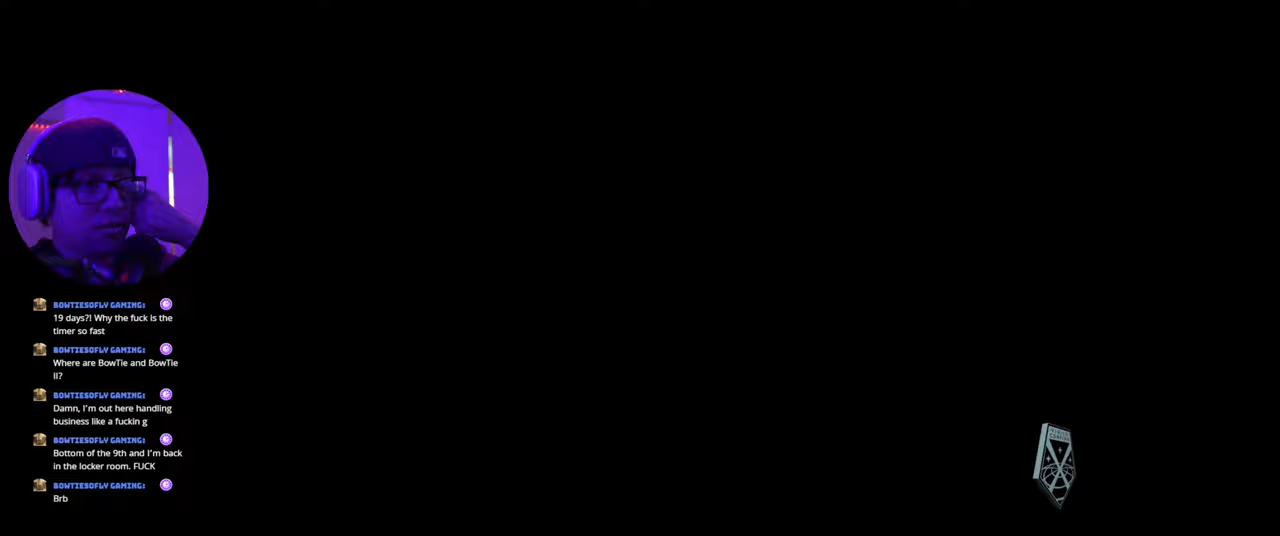 BOWTIESOFLY GAMING:
19 days?! Why the fuck is the
timer so fast
BOWTIESOFLY GAMING:
Where are BowTie and BowTie
II?
BOWTIESOFLY GAMING:
Damn, I'm out here handling
business like a fuckin g
BOWTIESOFLY GAMING:
Bottom of the 9th and I'm back
in the locker room. FUCK
BOWTIESOFLY GAMING:
Brb